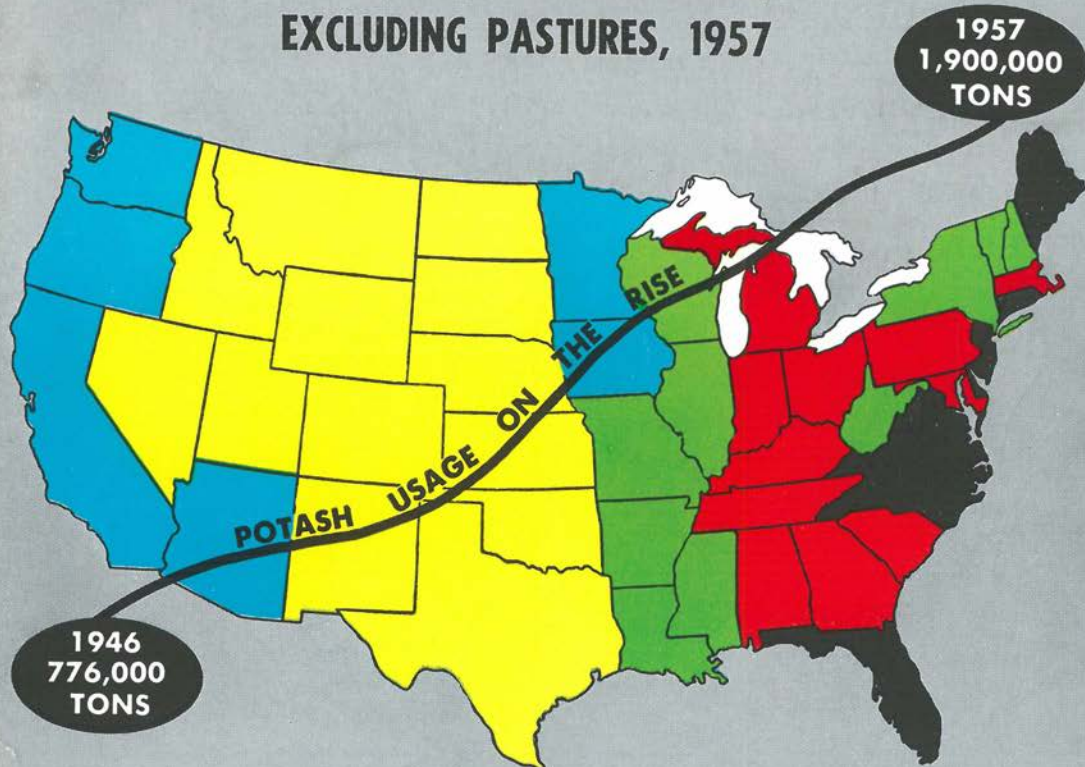 EXCLUDING PASTURES, 1957
1957
1,900,000
TONS
POTASH USAGE ON THE RISE
1946
776,000
TONS